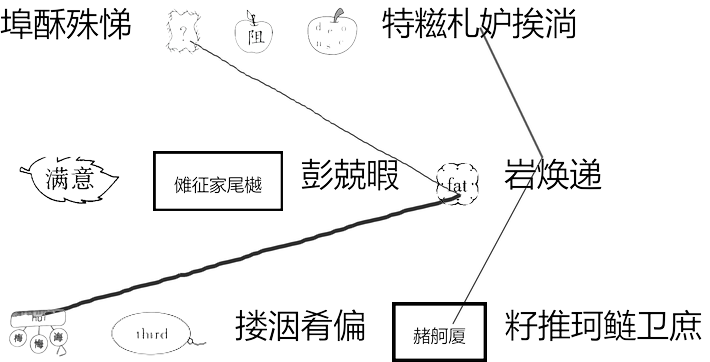 埠酥殊悌 ? 阻 特糍札妒挨淌
满意 傩征家尾樾 彭兢暇 fat 岩焕递
梅 梅 海 third 搂洇肴偏 赭舸厦 籽推珂鲢卫庶